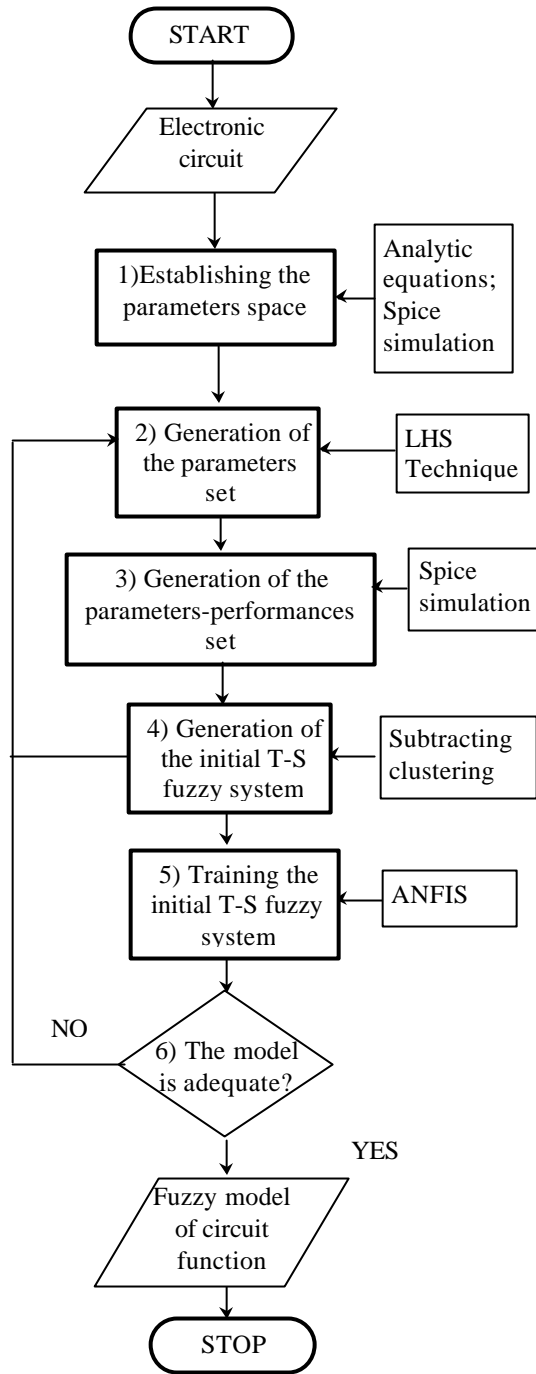 START
Electronic
circuit
1)Establishing the
parameters space
Analytic
equations;
Spice
simulation
2) Generation of
the parameters
set
LHS
Technique
3) Generation of the
parameters-performances
set
Spice
simulation
4) Generation of
the initial T-S
fuzzy system
Subtracting
clustering
5) Training the
initial T-S fuzzy
system
ANFIS
NO
6) The model
is adequate?
YES
Fuzzy model
of circuit
function
STOP